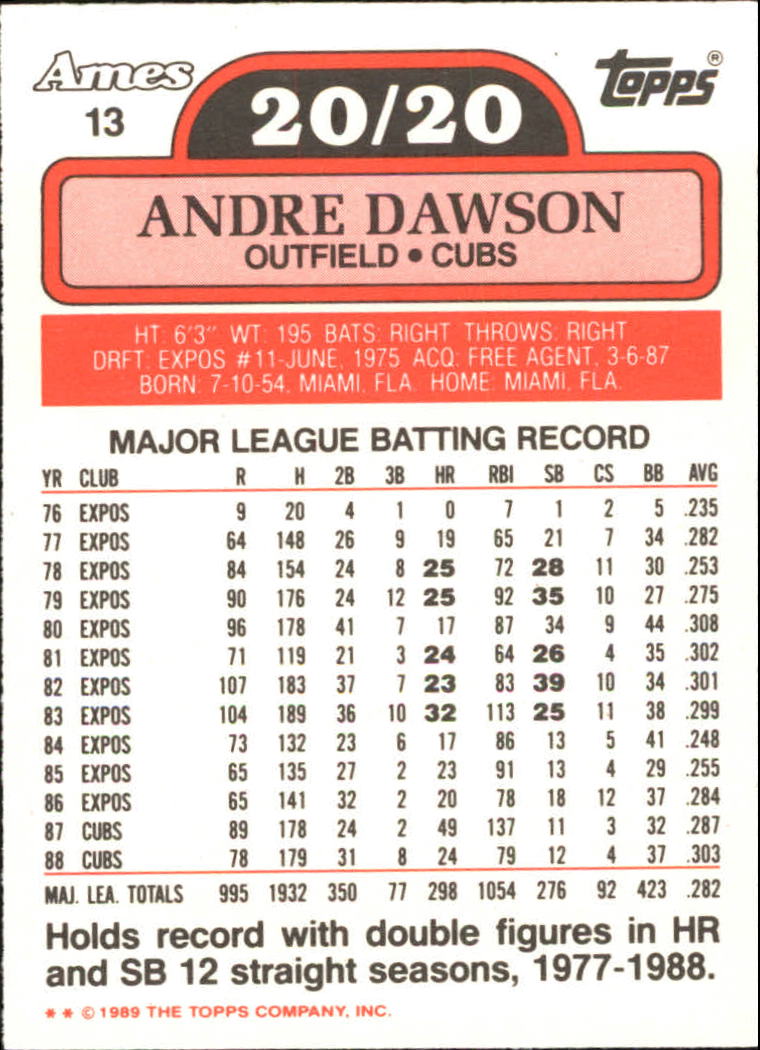 Ames
topps®
13
20/20
ANDRE DAWSON
OUTFIELD • CUBS
HT: 6'3" WT: 195 BATS: RIGHT THROWS: RIGHT
DRFT: EXPOS #11-JUNE, 1975 ACQ: FREE AGENT, 3-6-87
BORN: 7-10-54, MIAMI, FLA. HOME: MIAMI, FLA.
MAJOR LEAGUE BATTING RECORD
YR CLUB R H 2B 3B HR RBI SB CS BB AVG
76 EXPOS 9 20 4 1 0 7 1 2 5 .235
77 EXPOS 64 148 26 9 19 65 21 7 34 .282
78 EXPOS 84 154 24 8 25 72 28 11 30 .253
79 EXPOS 90 176 24 12 25 92 35 10 27 .275
80 EXPOS 96 178 41 7 17 87 34 9 44 .308
81 EXPOS 71 119 21 3 24 64 26 4 35 .302
82 EXPOS 107 183 37 7 23 83 39 10 34 .301
83 EXPOS 104 189 36 10 32 113 25 11 38 .299
84 EXPOS 73 132 23 6 17 86 13 5 41 .248
85 EXPOS 65 135 27 2 23 91 13 4 29 .255
86 EXPOS 65 141 32 2 20 78 18 12 37 .284
87 CUBS 89 178 24 2 49 137 11 3 32 .287
88 CUBS 78 179 31 8 24 79 12 4 37 .303
MAJ. LEA. TOTALS 995 1932 350 77 298 1054 276 92 423 .282
Holds record with double figures in HR
and SB 12 straight seasons, 1977-1988.
* * © 1989 THE TOPPS COMPANY, INC.